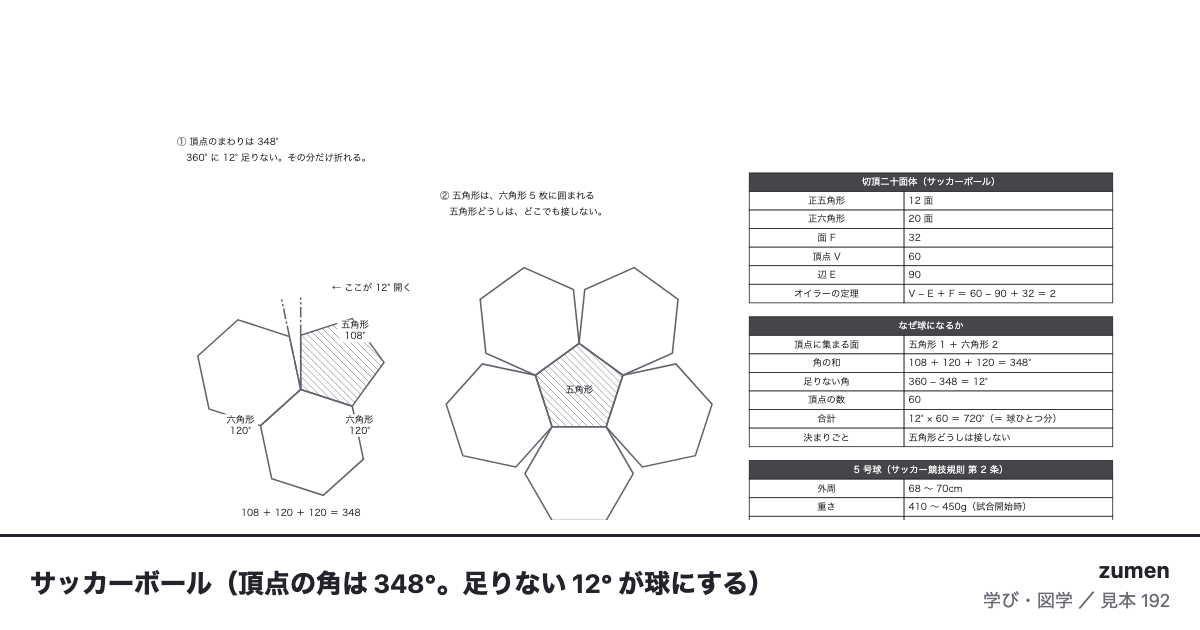 ① 頂点のまわりは 348°
360° に 12° 足りない。その分だけ折れる。
② 五角形は、六角形 5 枚に囲まれる
五角形どうしは、どこでも接しない。
← ここが 12° 開く
五角形
108°
六角形
120°
六角形
120°
108 + 120 + 120 = 348
五角形
切頂二十面体（サッカーボール）
正五角形 12 面
正六角形 20 面
面 F 32
頂点 V 60
辺 E 90
オイラーの定理 V − E + F = 60 − 90 + 32 = 2
なぜ球になるか
頂点に集まる面 五角形 1 + 六角形 2
角の和 108 + 120 + 120 = 348°
足りない角 360 − 348 = 12°
頂点の数 60
合計 12° × 60 = 720°（= 球ひとつ分）
決まりごと 五角形どうしは接しない
5 号球（サッカー競技規則 第 2 条）
外周 68 〜 70cm
重さ 410 〜 450g（試合開始時）
サッカーボール（頂点の角は 348°。足りない 12° が球にする）
zumen
学び・図学 ／ 見本 192